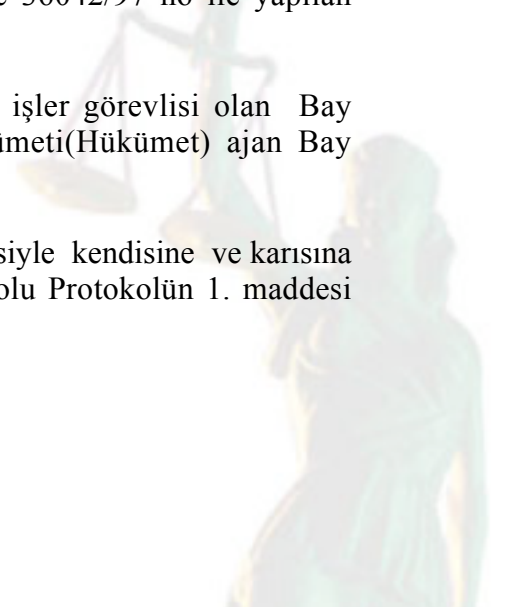 36042/97 no ile yapılan
işler görevlisi olan Bay
ümeti(Hükümet) ajan Bay
siyle kendisine ve karısına
olu Protokolün 1. maddesi